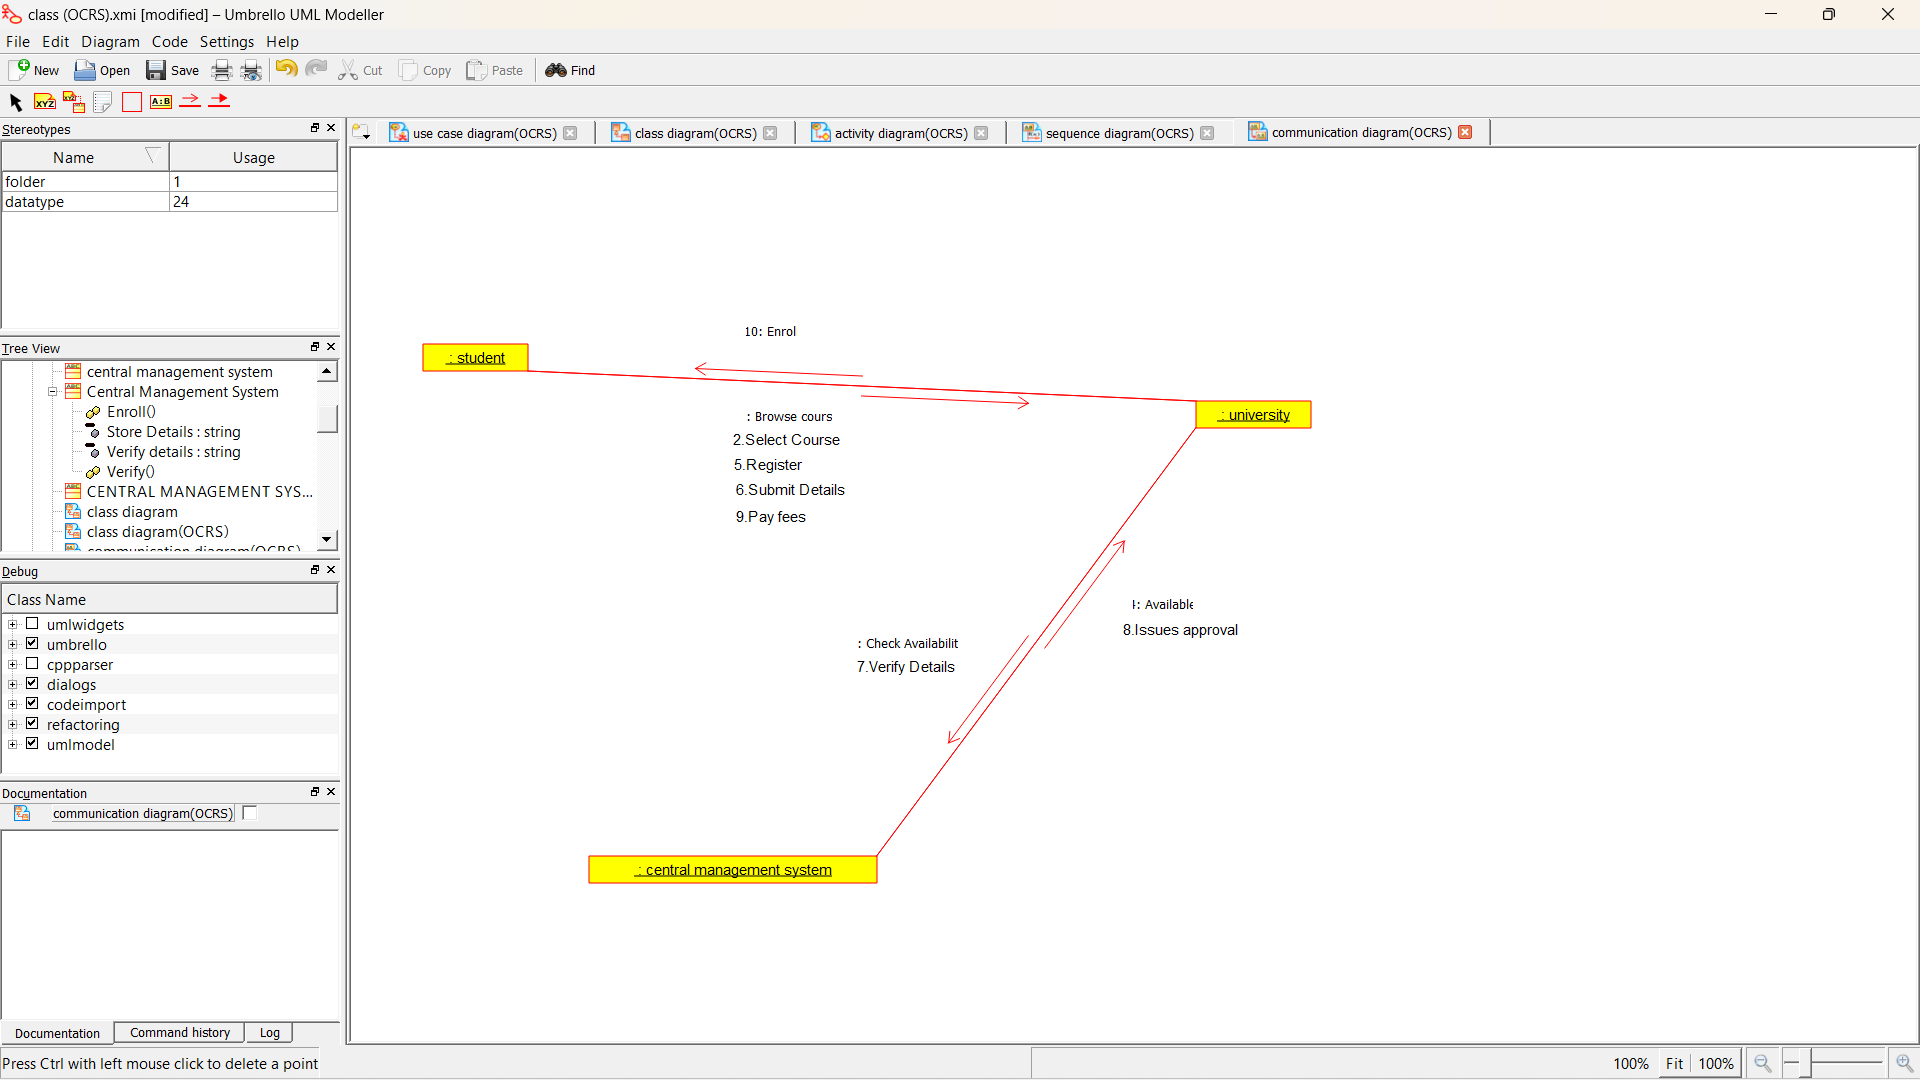 class (OCRS).xmi [modified] – Umbrello UML Modeller
File Edit Diagram Code Settings Help
New Open Save Cut Copy Paste Find
XYZ XYZ A:B
Stereotypes
Name Usage
folder 1
datatype 24
use case diagram(OCRS) class diagram(OCRS) activity diagram(OCRS) sequence diagram(OCRS) communication diagram(OCRS)
Tree View
central management system
Central Management System
Enroll()
Store Details : string
Verify details : string
Verify()
CENTRAL MANAGEMENT SYS...
class diagram
class diagram(OCRS)
communication diagram(OCRS)
Debug
Class Name
umlwidgets
umbrello
cppparser
dialogs
codeimport
refactoring
umlmodel
Documentation
communication diagram(OCRS)
Documentation Command history Log
10: Enrol
: student
: university
: Browse cours
2.Select Course
5.Register
6.Submit Details
9.Pay fees
: Available
8.Issues approval
: Check Availabilit
7.Verify Details
: central management system
Press Ctrl with left mouse click to delete a point
100% Fit 100%